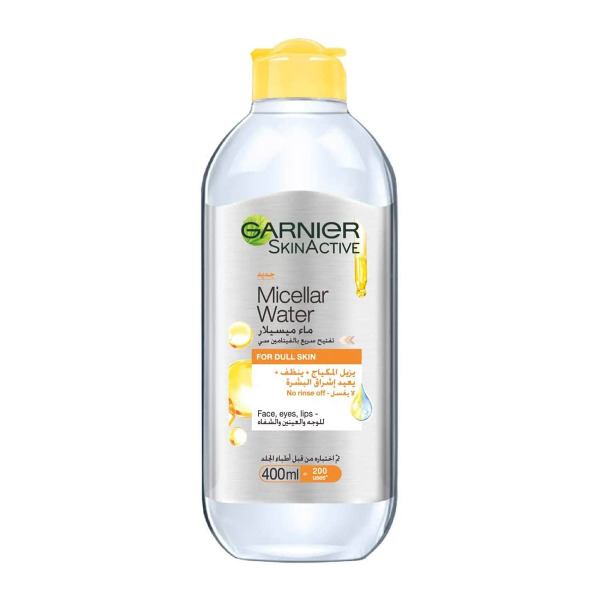 GARNIER
SKINACTIVE
جديد
Micellar
Water
ماء ميسيلار
تفتيح سريع بالفيتامين سي
FOR DULL SKIN
يزيل المكياج • ينظف •
يعيد إشراق البشرة
No rinse off - لا يغسل
Face, eyes, lips -
للوجه والعينين والشفاه
تم اختباره من قبل أطباء الجلد
400ml = 200 uses*